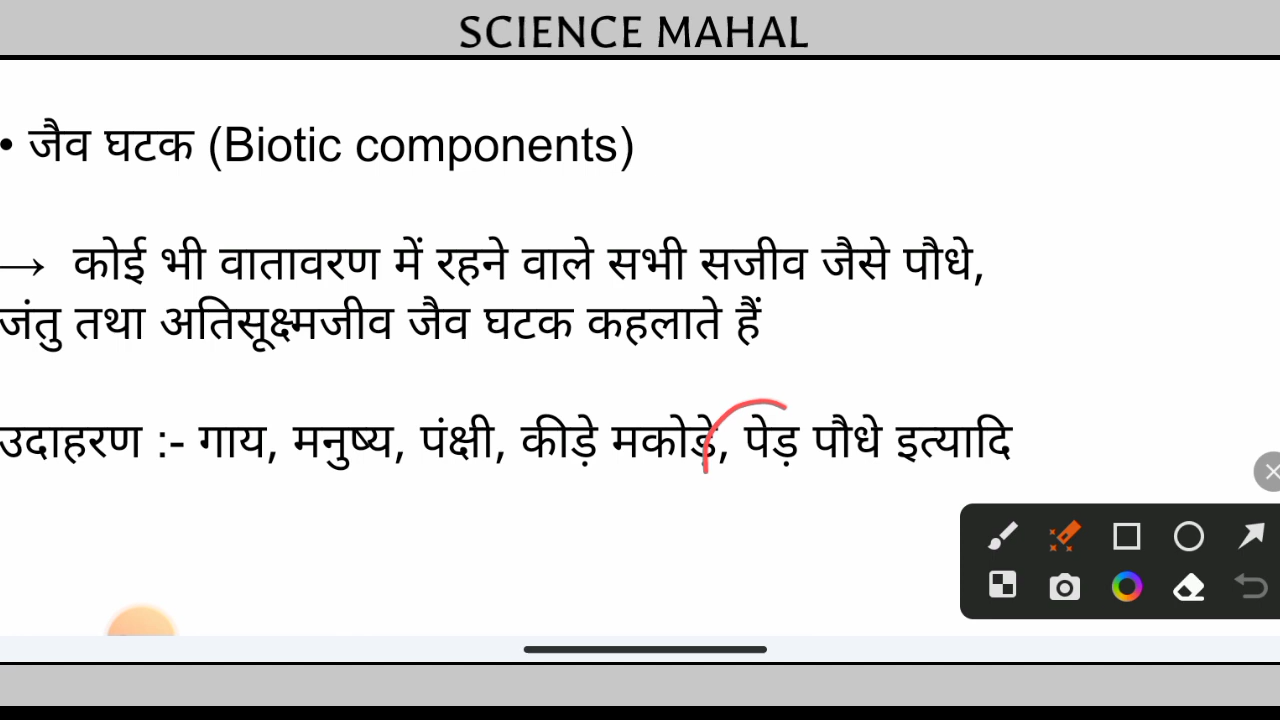 SCIENCE MAHAL
• जैव घटक (Biotic components)
→ कोई भी वातावरण में रहने वाले सभी सजीव जैसे पौधे,
जंतु तथा अतिसूक्ष्मजीव जैव घटक कहलाते हैं
उदाहरण :- गाय, मनुष्य, पंक्षी, कीड़े मकोड़े, पेड़ पौधे इत्यादि